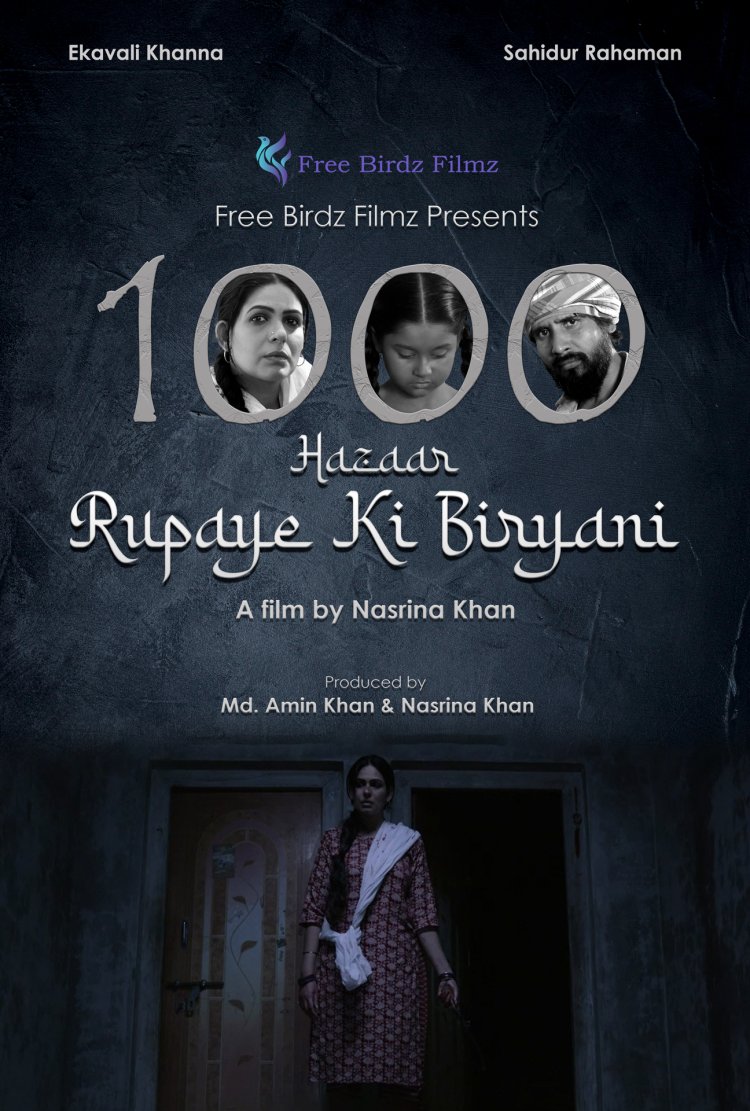 Ekavali Khanna
Sahidur Rahaman
Free Birdz Filmz
Free Birdz Filmz Presents
1000
Hazaar
Rupaye Ki Biryani
A film by Nasrina Khan
Produced by
Md. Amin Khan & Nasrina Khan